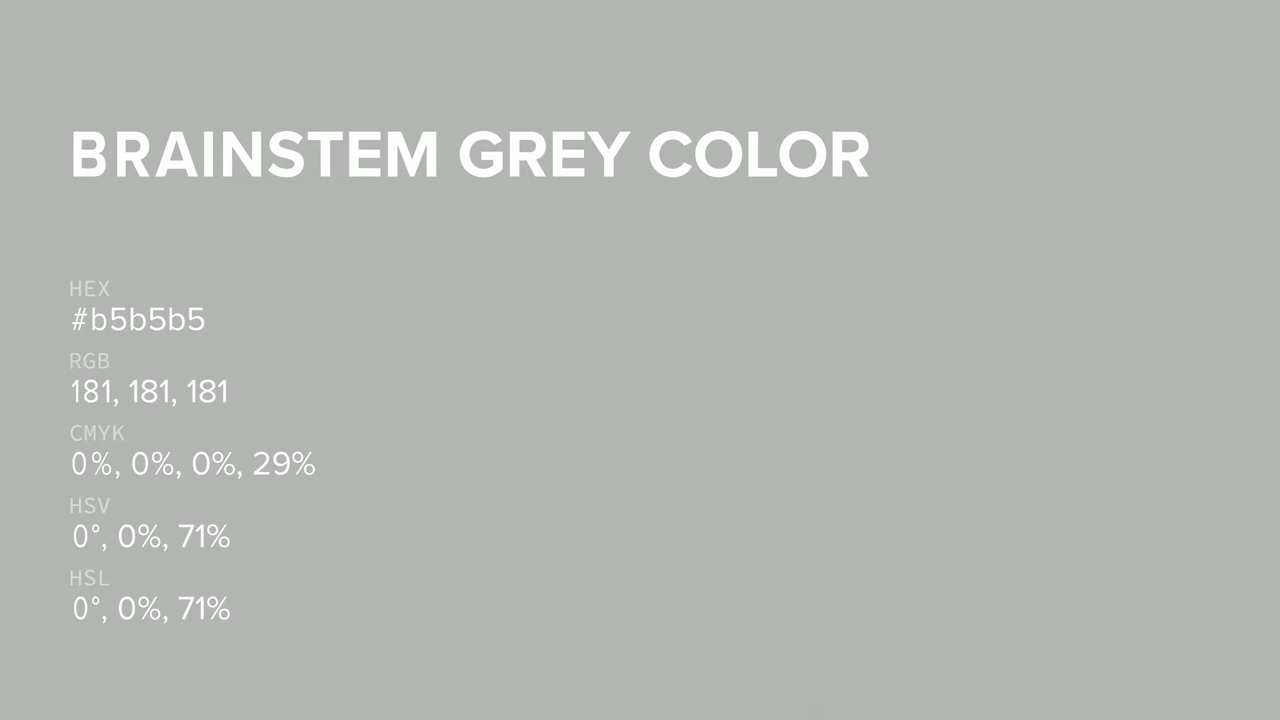 BRAINSTEM GREY COLOR
HEX
#b5b5b5
RGB
181, 181, 181
CMYK
0%, 0%, 0%, 29%
HSV
0°, 0%, 71%
HSL
0°, 0%, 71%